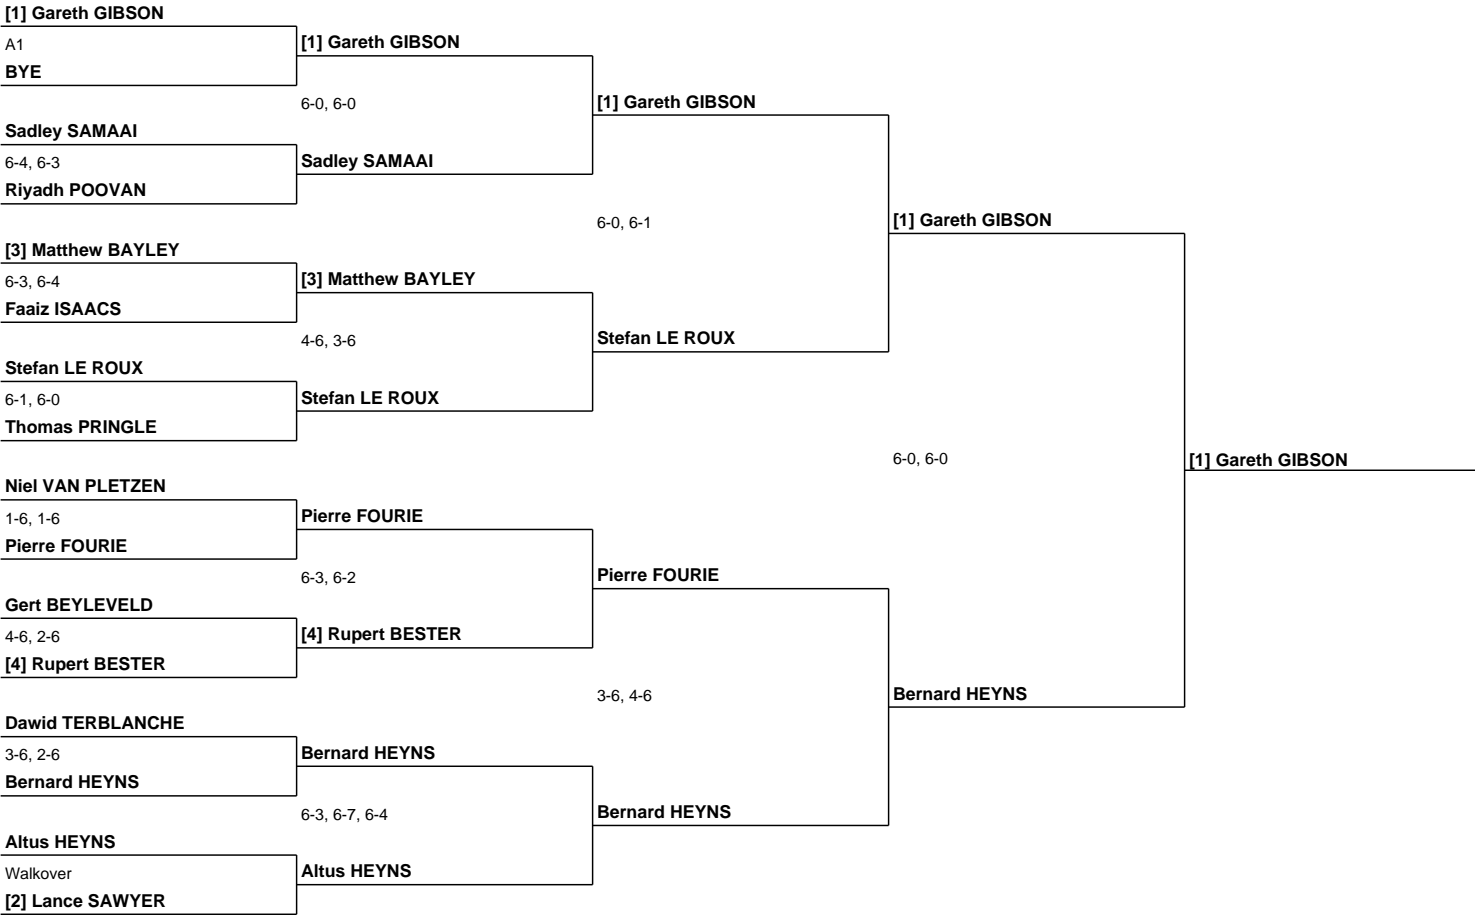 [1] Gareth GIBSON
A1
BYE
Sadley SAMAAI
6-4, 6-3
Riyadh POOVAN
[3] Matthew BAYLEY
6-3, 6-4
Faaiz ISAACS
Stefan LE ROUX
6-1, 6-0
Thomas PRINGLE
Niel VAN PLETZEN
1-6, 1-6
Pierre FOURIE
Gert BEYLEVELD
4-6, 2-6
[4] Rupert BESTER
Dawid TERBLANCHE
3-6, 2-6
Bernard HEYNS
Altus HEYNS
Walkover
[2] Lance SAWYER
[1] Gareth GIBSON
6-0, 6-0
Sadley SAMAAI
[3] Matthew BAYLEY
4-6, 3-6
Stefan LE ROUX
Pierre FOURIE
6-3, 6-2
[4] Rupert BESTER
Bernard HEYNS
6-3, 6-7, 6-4
Altus HEYNS
[1] Gareth GIBSON
6-0, 6-1
Stefan LE ROUX
Pierre FOURIE
3-6, 4-6
Bernard HEYNS
[1] Gareth GIBSON
6-0, 6-0
Bernard HEYNS
[1] Gareth GIBSON